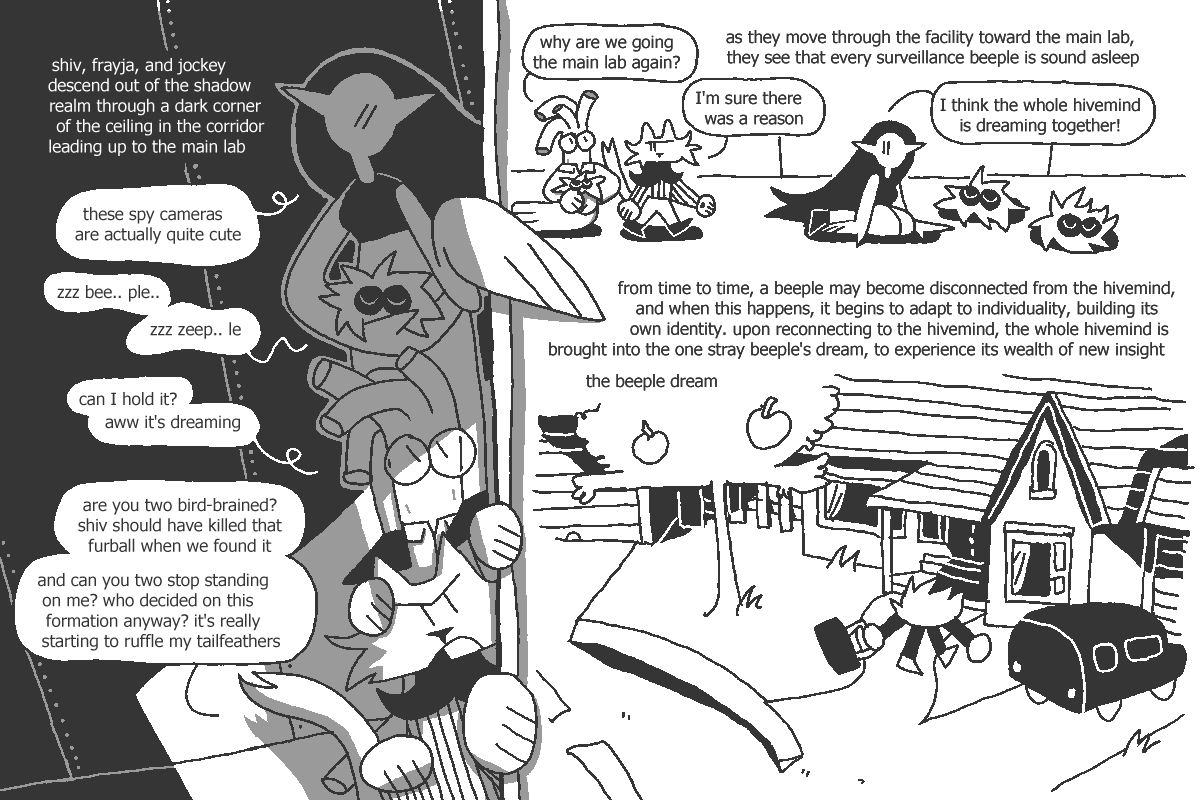 shiv, frayja, and jockey
descend out of the shadow
realm through a dark corner
of the ceiling in the corridor
leading up to the main lab
these spy cameras
are actually quite cute
zzz bee.. ple..
zzz zeep.. le
can I hold it?
aww it's dreaming
are you two bird-brained?
shiv should have killed that
furball when we found it
and can you two stop standing
on me? who decided on this
formation anyway? it's really
starting to ruffle my tailfeathers
why are we going
the main lab again?
as they move through the facility toward the main lab,
they see that every surveillance beeple is sound asleep
I'm sure there
was a reason
I think the whole hivemind
is dreaming together!
from time to time, a beeple may become disconnected from the hivemind,
and when this happens, it begins to adapt to individuality, building its
own identity. upon reconnecting to the hivemind, the whole hivemind is
brought into the one stray beeple's dream, to experience its wealth of new insight
the beeple dream